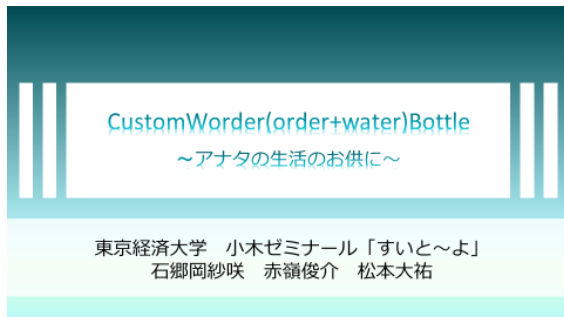 CustomWorder(order+water)Bottle
～アナタの生活のお供に～
東京経済大学　小木ゼミナール「すいと～よ」
石郷岡紗咲　赤嶺俊介　松本大祐